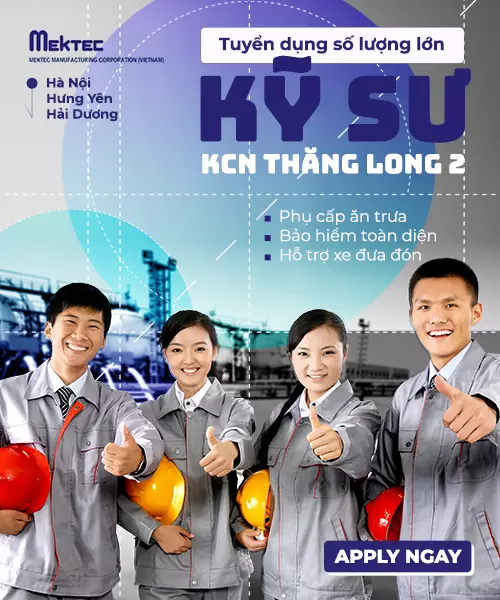 MEKTEC
MEKTEC MANUFACTURING CORPORATION (VIETNAM)
Hà Nội
Hưng Yên
Hải Dương
Tuyển dụng số lượng lớn
KỸ SƯ
KCN THĂNG LONG 2
Phụ cấp ăn trưa
Bảo hiểm toàn diện
Hỗ trợ xe đưa đón
APPLY NGAY